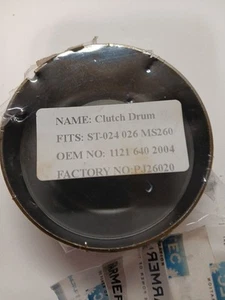 NAME: Clutch Drum
FITS: ST-024 026 MS260
OEM NO: 1121 640 2004
FACTORY NO:PJ26020